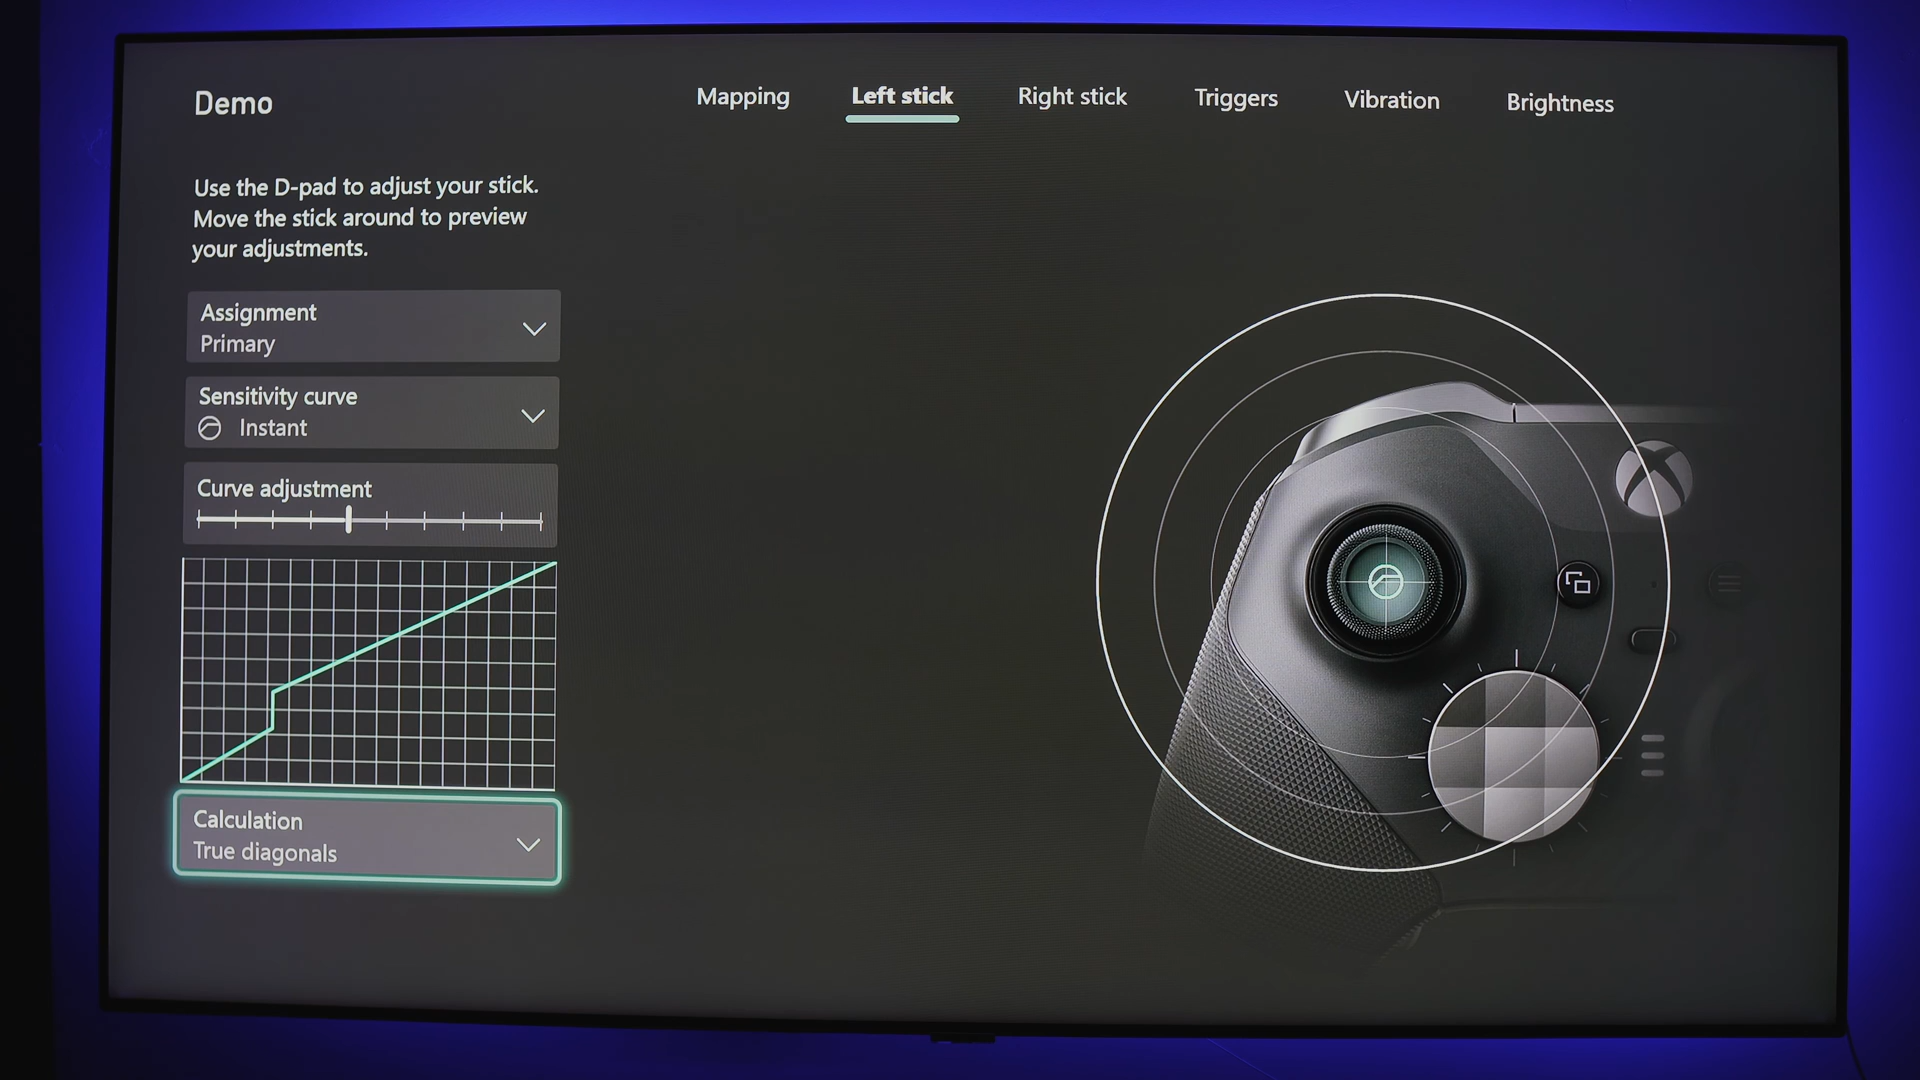 Demo
Mapping
Left stick
Right stick
Triggers
Vibration
Brightness
Use the D-pad to adjust your stick.
Move the stick around to preview
your adjustments.
Assignment
Primary
Sensitivity curve
Instant
Curve adjustment
Calculation
True diagonals